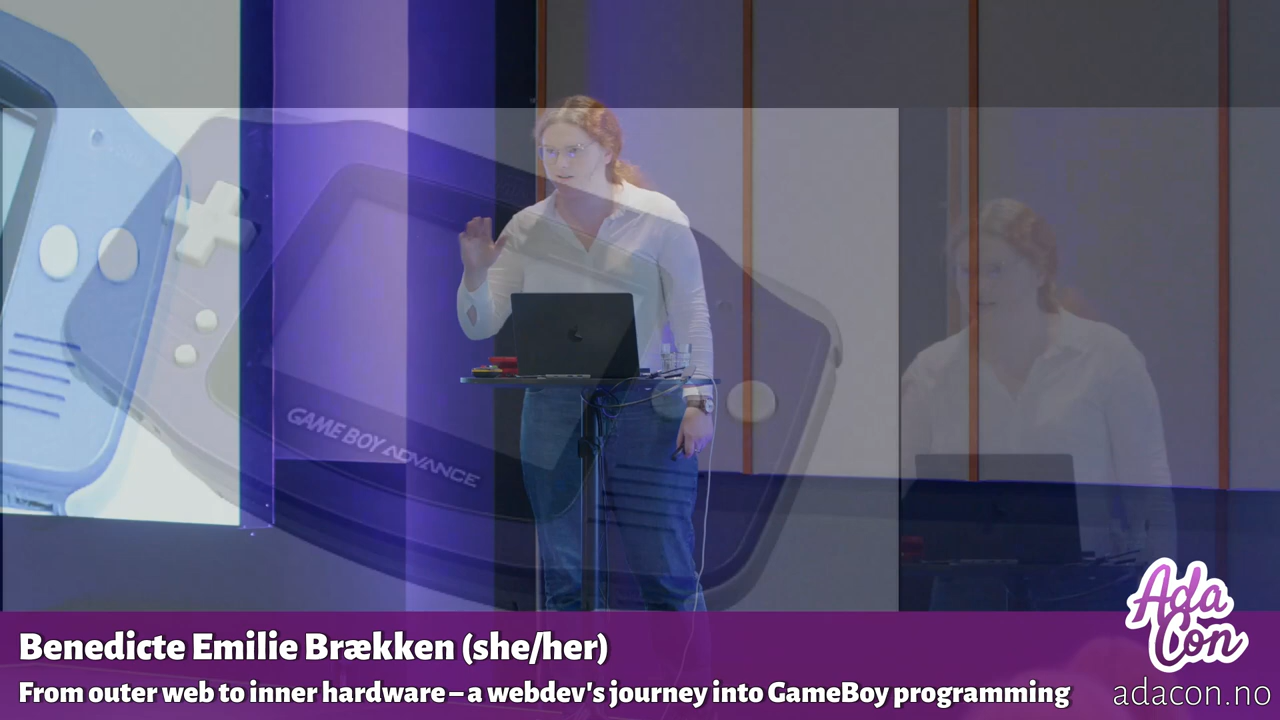 GAME BOY ADVANCE
Benedicte Emilie Brækken (she/her)
From outer web to inner hardware – a webdev's journey into GameBoy programming
Ada
Con
adacon.no